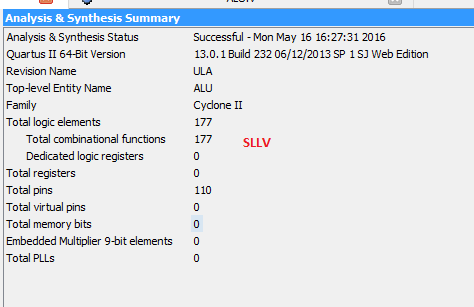 Analysis & Synthesis Summary
Analysis & Synthesis Status Successful - Mon May 16 16:27:31 2016
Quartus II 64-Bit Version 13.0.1 Build 232 06/12/2013 SP 1 SJ Web Edition
Revision Name ULA
Top-level Entity Name ALU
Family Cyclone II
Total logic elements 177
Total combinational functions 177
SLLV
Dedicated logic registers 0
Total registers 0
Total pins 110
Total virtual pins 0
Total memory bits 0
Embedded Multiplier 9-bit elements 0
Total PLLs 0